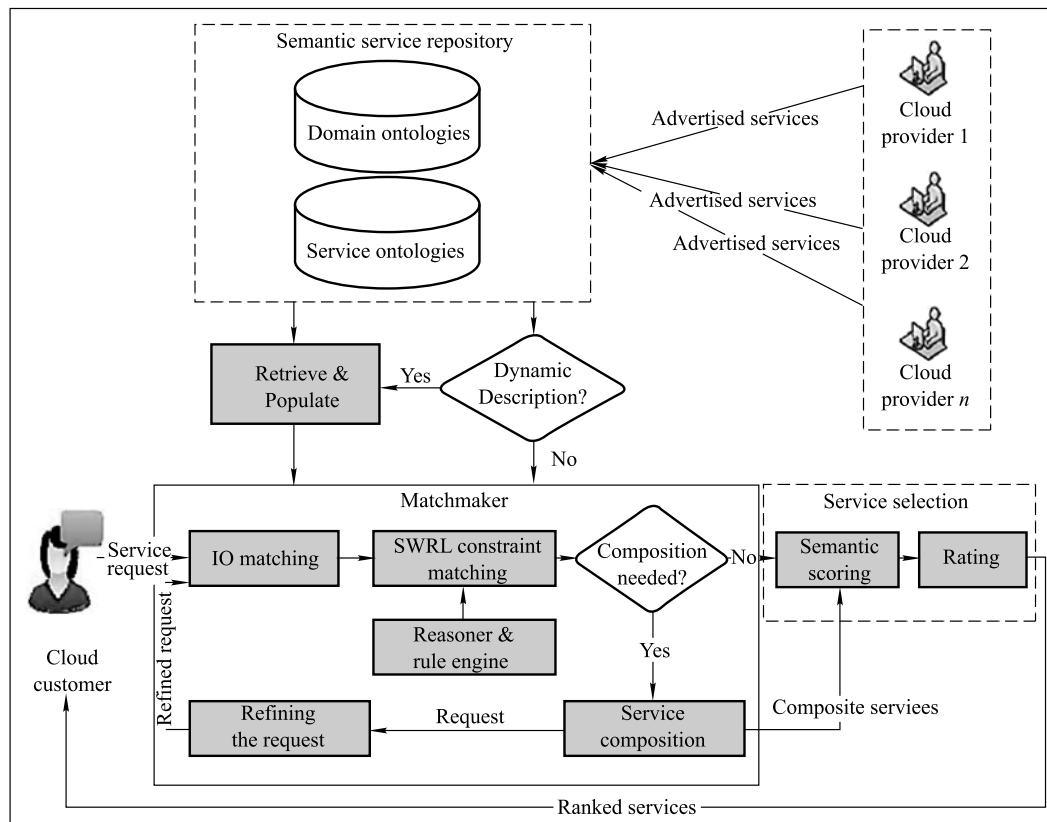 Semantic service repository
Domain ontologies
Service ontologies
Advertised services
Advertised services
Advertised services
Cloud
provider 1
Cloud
provider 2
Cloud
provider n
Retrieve &
Populate
Yes
Dynamic
Description?
No
Matchmaker
Service selection
Service
request
IO matching
SWRL constraint
matching
Composition
needed?
No
Semantic
scoring
Rating
Reasoner &
rule engine
Yes
Cloud
customer
Refined request
Refining
the request
Request
Service
composition
Composite serviees
Ranked services